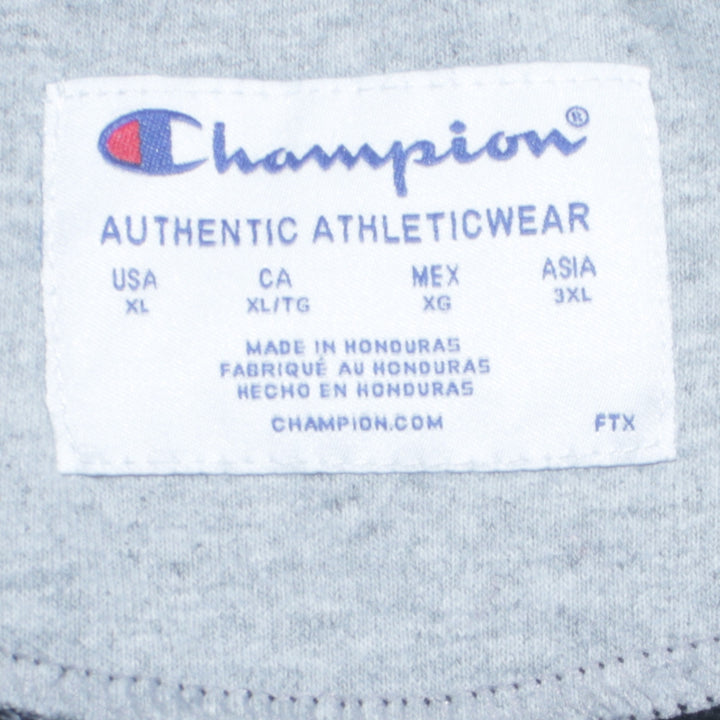 Champion®
AUTHENTIC ATHLETICWEAR
USA CA MEX ASIA
XL XL/TG XG 3XL
MADE IN HONDURAS
FABRIQUÉ AU HONDURAS
HECHO EN HONDURAS
CHAMPION.COM FTX